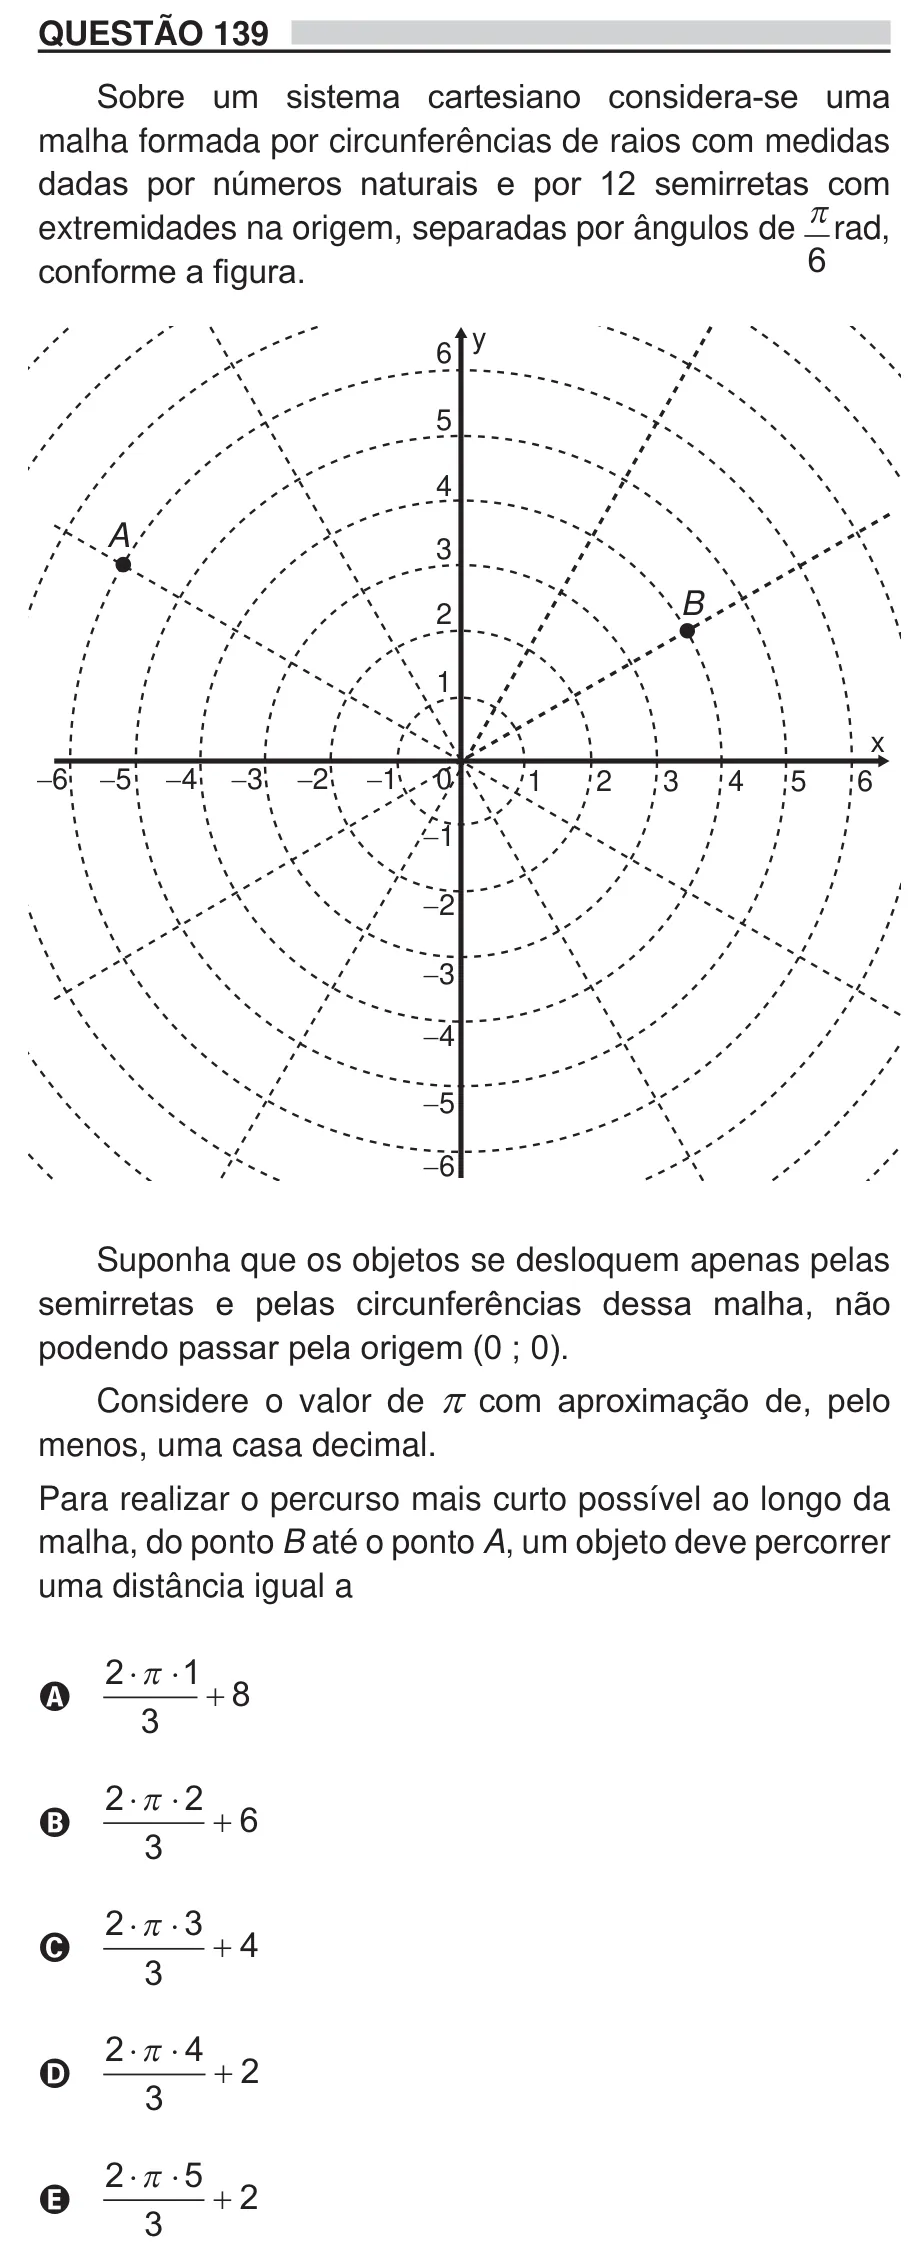 QUESTÃO 139
Sobre um sistema cartesiano considera-se uma
malha formada por circunferências de raios com medidas
dadas por números naturais e por 12 semirretas com
extremidades na origem, separadas por ângulos de π/6 rad,
conforme a figura.
6 y
5
4
A
3
B
2
1
x
–6 –5 –4 –3 –2 –1 0 1 2 3 4 5 6
–1
–2
–3
–4
–5
–6
Suponha que os objetos se desloquem apenas pelas
semirretas e pelas circunferências dessa malha, não
podendo passar pela origem (0 ; 0).
Considere o valor de π com aproximação de, pelo
menos, uma casa decimal.
Para realizar o percurso mais curto possível ao longo da
malha, do ponto B até o ponto A, um objeto deve percorrer
uma distância igual a
A 2·π·1/3 + 8
B 2·π·2/3 + 6
C 2·π·3/3 + 4
D 2·π·4/3 + 2
E 2·π·5/3 + 2